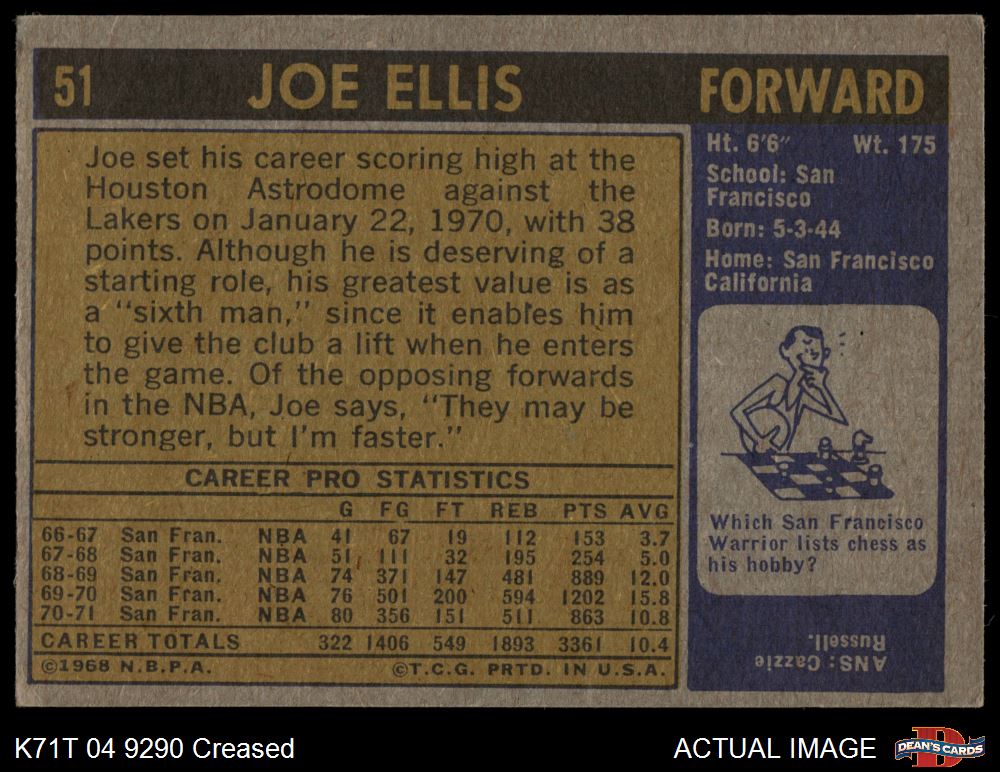 51 JOE ELLIS FORWARD
Joe set his career scoring high at the
Houston Astrodome against the
Lakers on January 22, 1970, with 38
points. Although he is deserving of a
starting role, his greatest value is as
a "sixth man," since it enables him
to give the club a lift when he enters
the game. Of the opposing forwards
in the NBA, Joe says, "They may be
stronger, but I'm faster."
CAREER PRO STATISTICS
G FG FT REB PTS AVG
66-67 San Fran. NBA 41 67 19 112 153 3.7
67-68 San Fran. NBA 51 111 32 195 254 5.0
68-69 San Fran. NBA 74 371 147 481 889 12.0
69-70 San Fran. NBA 76 501 200 594 1202 15.8
70-71 San Fran. NBA 80 356 151 511 863 10.8
CAREER TOTALS 322 1406 549 1893 3361 10.4
©1968 N.B.P.A. ©T.C.G. PRTD. IN U.S.A.
Ht. 6'6" Wt. 175
School: San
Francisco
Born: 5-3-44
Home: San Francisco
California
Which San Francisco
Warrior lists chess as
his hobby?
ANS: Cazzie
Russell.
K71T 04 9290 Creased
ACTUAL IMAGE
DEAN'S CARDS